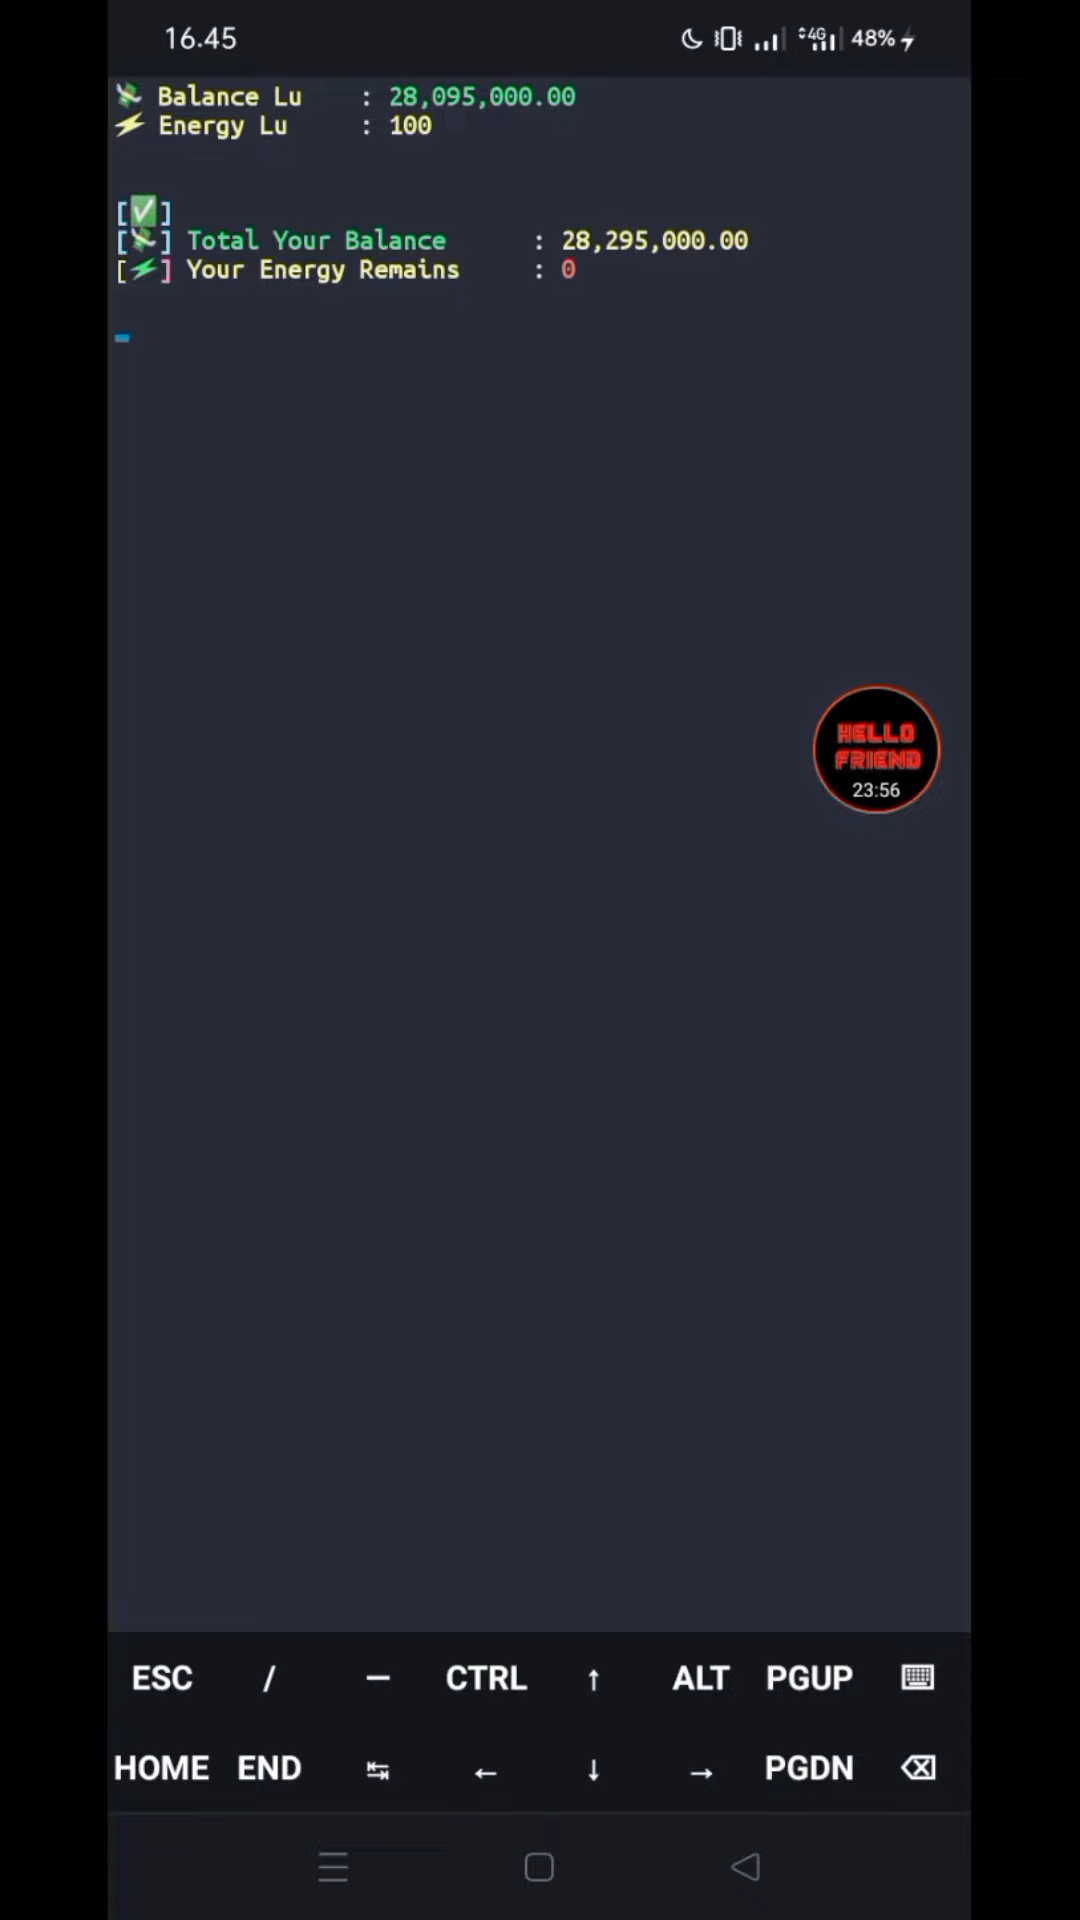 16.45 4G 48%
Balance Lu : 28,095,000.00
Energy Lu : 100
[✅]
[💸] Total Your Balance : 28,295,000.00
[⚡] Your Energy Remains : 0
HELLO
FRIEND
23:56
ESC / — CTRL ↑ ALT PGUP
HOME END ↹ ← ↓ → PGDN